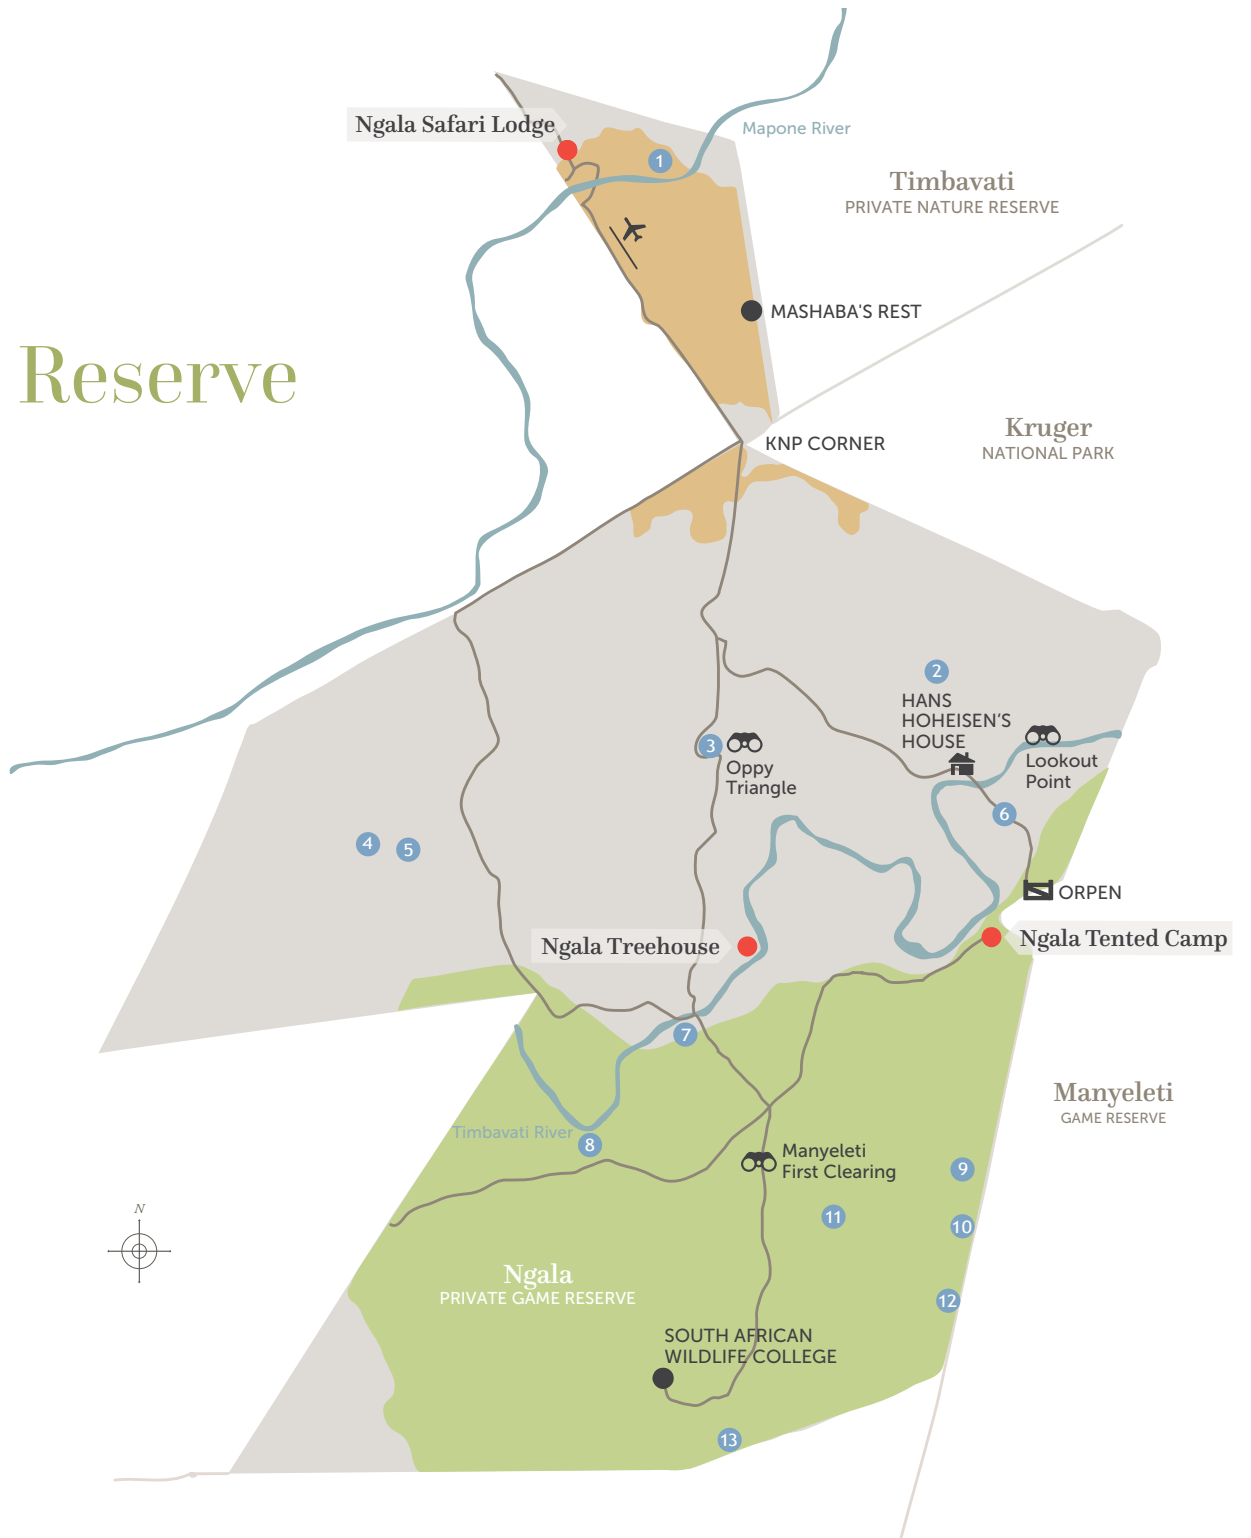 Ngala Safari Lodge
Mapone River
1
Timbavati
PRIVATE NATURE RESERVE
MASHABA'S REST
Reserve
Kruger
NATIONAL PARK
KNP CORNER
2
HANS
HOHEISEN’S
HOUSE
3
Oppy
Triangle
Lookout
Point
6
4
5
ORPEN
Ngala Treehouse
Ngala Tented Camp
7
Manyeleti
GAME RESERVE
Timbavati River
8
Manyeleti
First Clearing
9
11
10
N
Ngala
PRIVATE GAME RESERVE
12
SOUTH AFRICAN
WILDLIFE COLLEGE
13